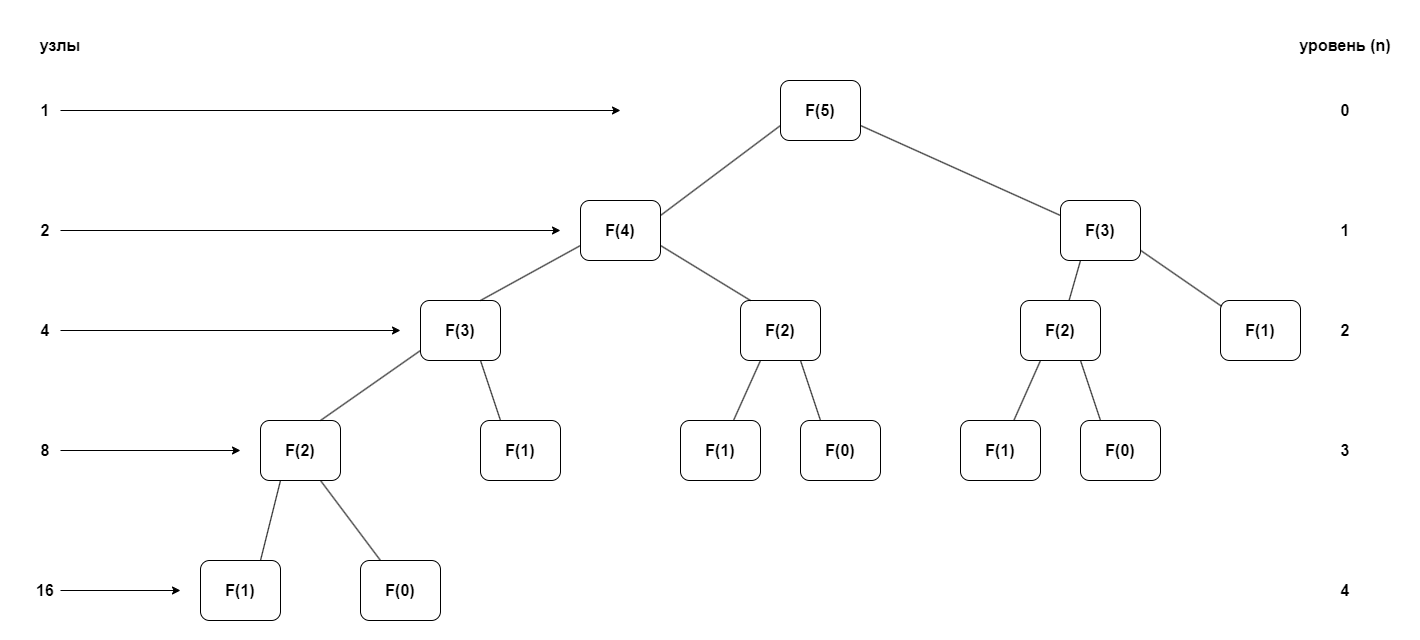 узлы уровень (n)
1 F(5) 0
2 F(4) F(3) 1
4 F(3) F(2) F(2) F(1) 2
8 F(2) F(1) F(1) F(0) F(1) F(0) 3
16 F(1) F(0) 4